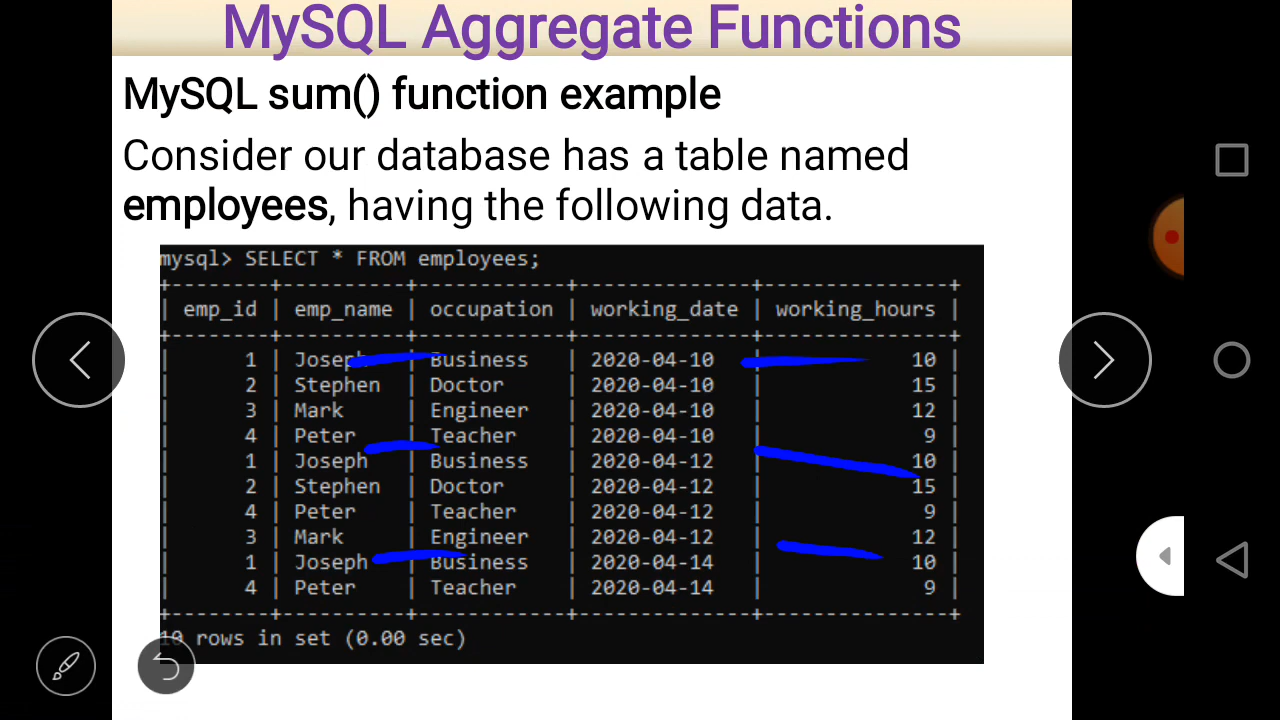 MySQL Aggregate Functions
MySQL sum() function example
Consider our database has a table named
employees, having the following data.
mysql> SELECT * FROM employees;
+--------+----------+------------+--------------+---------------+
| emp_id | emp_name | occupation | working_date | working_hours |
+--------+----------+------------+--------------+---------------+
| 1 | Joseph | Business | 2020-04-10 | 10 |
| 2 | Stephen | Doctor | 2020-04-10 | 15 |
| 3 | Mark | Engineer | 2020-04-10 | 12 |
| 4 | Peter | Teacher | 2020-04-10 | 9 |
| 1 | Joseph | Business | 2020-04-12 | 10 |
| 2 | Stephen | Doctor | 2020-04-12 | 15 |
| 4 | Peter | Teacher | 2020-04-12 | 9 |
| 3 | Mark | Engineer | 2020-04-12 | 12 |
| 1 | Joseph | Business | 2020-04-14 | 10 |
| 4 | Peter | Teacher | 2020-04-14 | 9 |
+--------+----------+------------+--------------+---------------+
10 rows in set (0.00 sec)